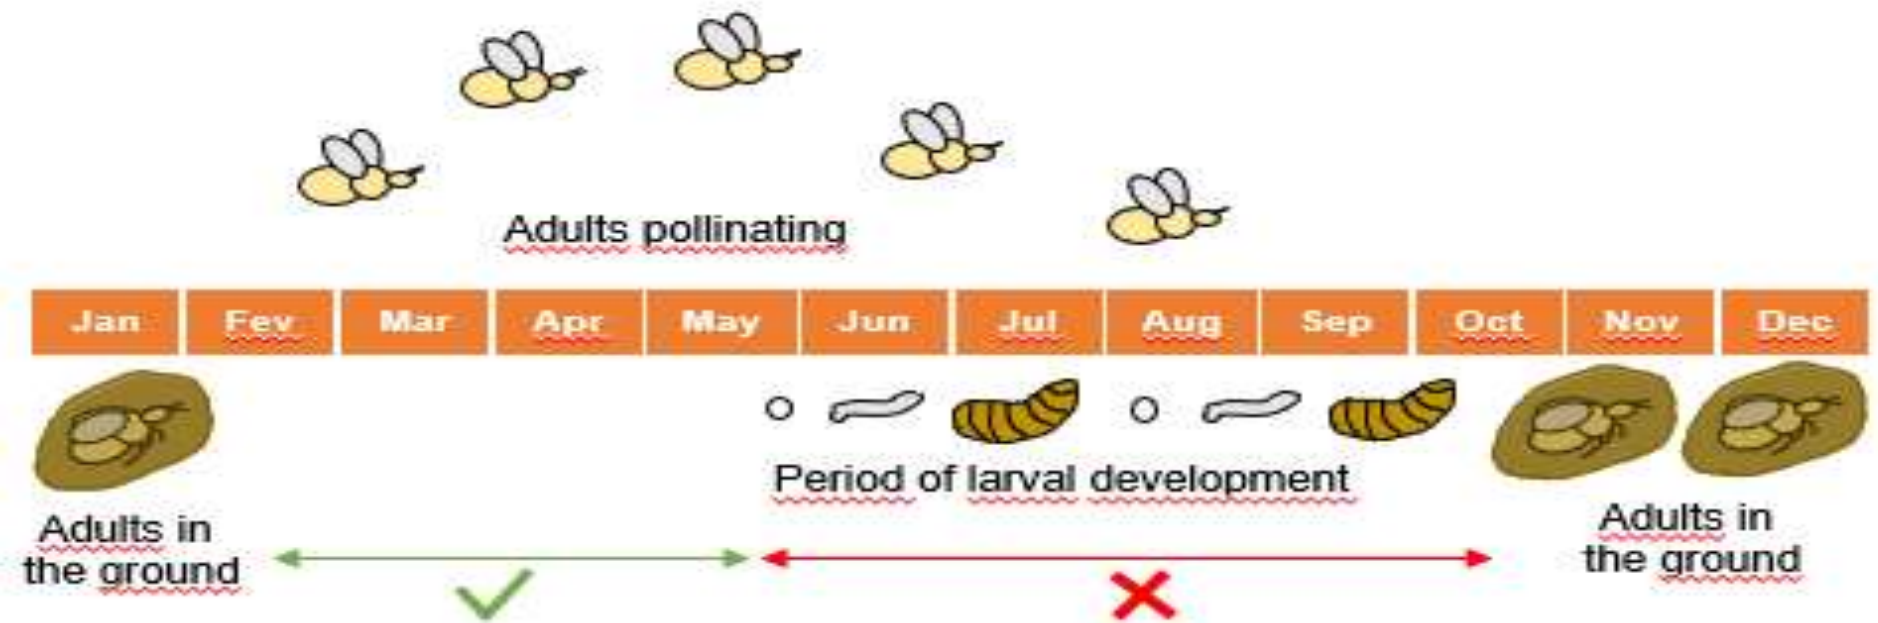 Adults pollinating
Jan Fev Mar Apr May Jun Jul Aug Sep Oct Nov Dec
Period of larval development
Adults in
the ground
Adults in
the ground